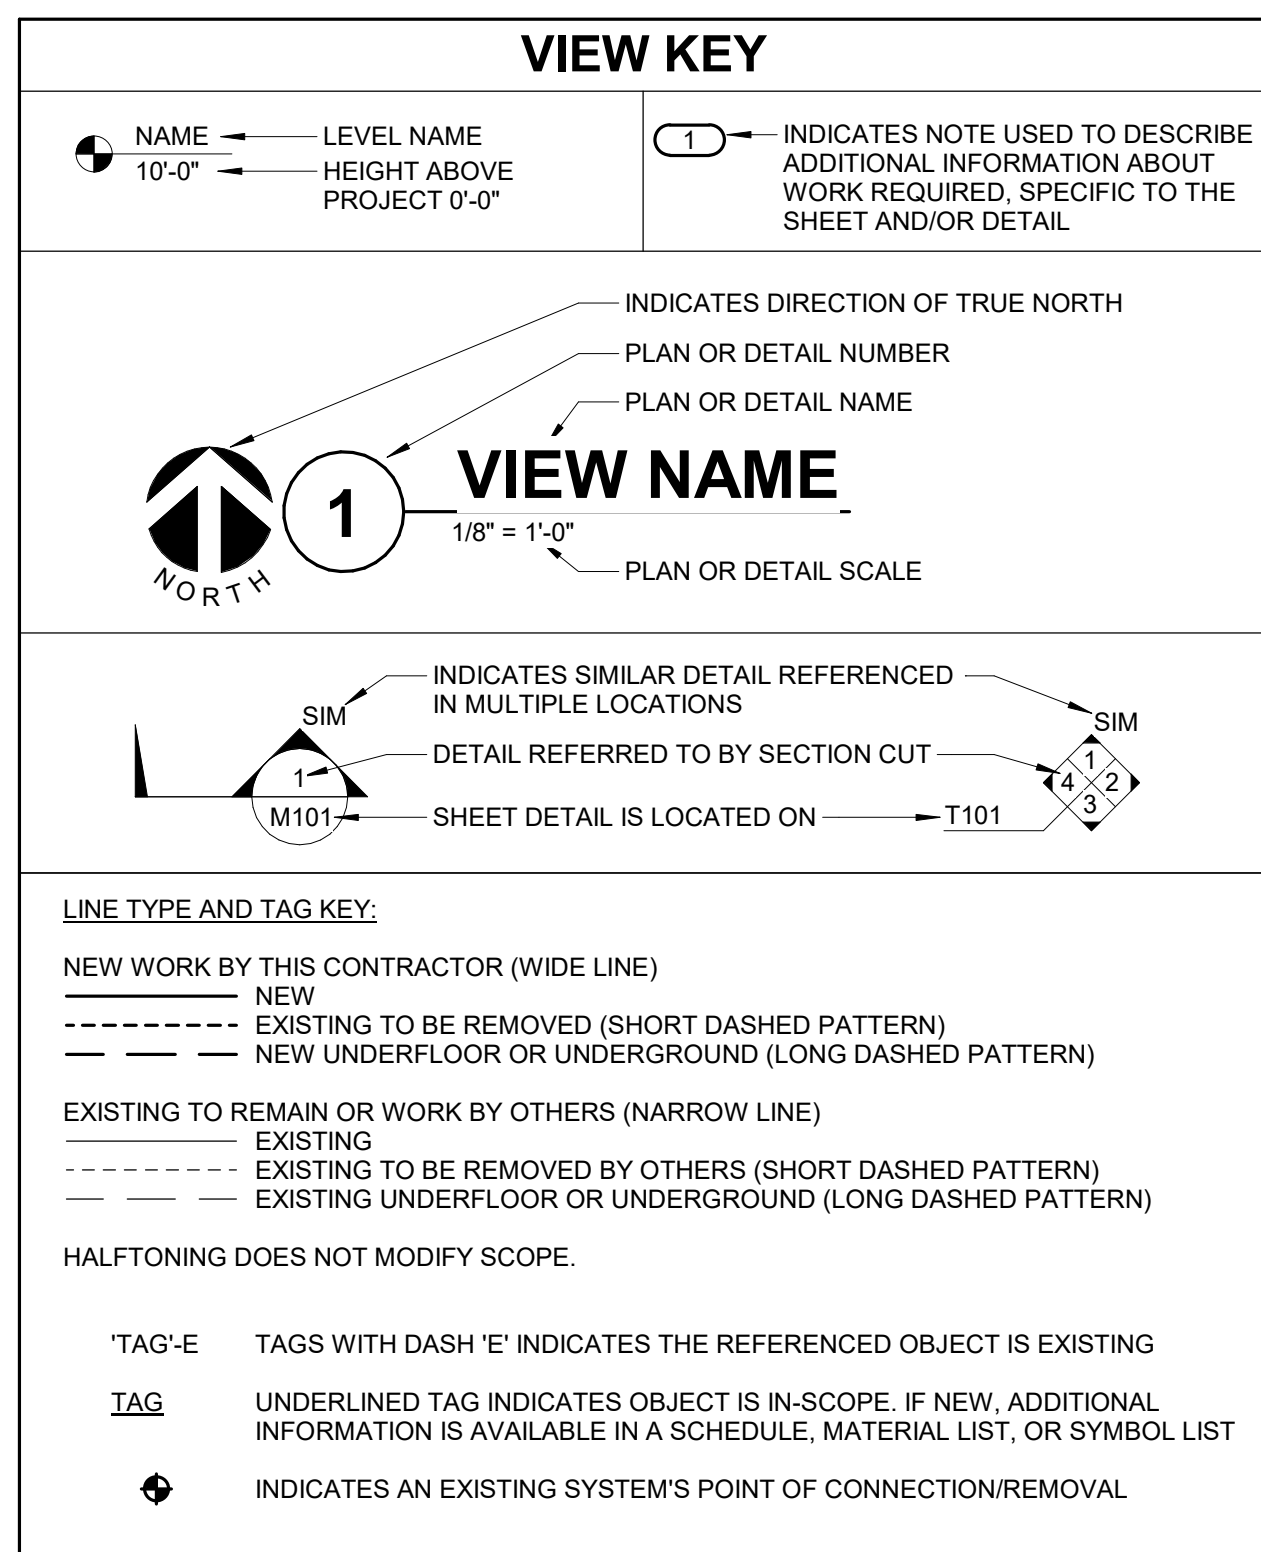 VIEW KEY
NAME
LEVEL NAME
10'-0"
HEIGHT ABOVE
PROJECT 0'-0"
1
INDICATES NOTE USED TO DESCRIBE
ADDITIONAL INFORMATION ABOUT
WORK REQUIRED, SPECIFIC TO THE
SHEET AND/OR DETAIL
INDICATES DIRECTION OF TRUE NORTH
PLAN OR DETAIL NUMBER
PLAN OR DETAIL NAME
NORTH
1
VIEW NAME
1/8" = 1'-0"
PLAN OR DETAIL SCALE
INDICATES SIMILAR DETAIL REFERENCED
IN MULTIPLE LOCATIONS
SIM
SIM
DETAIL REFERRED TO BY SECTION CUT
1
1
4
2
3
M101
SHEET DETAIL IS LOCATED ON
T101
LINE TYPE AND TAG KEY:
NEW WORK BY THIS CONTRACTOR (WIDE LINE)
NEW
EXISTING TO BE REMOVED (SHORT DASHED PATTERN)
NEW UNDERFLOOR OR UNDERGROUND (LONG DASHED PATTERN)
EXISTING TO REMAIN OR WORK BY OTHERS (NARROW LINE)
EXISTING
EXISTING TO BE REMOVED BY OTHERS (SHORT DASHED PATTERN)
EXISTING UNDERFLOOR OR UNDERGROUND (LONG DASHED PATTERN)
HALFTONING DOES NOT MODIFY SCOPE.
'TAG'-E TAGS WITH DASH 'E' INDICATES THE REFERENCED OBJECT IS EXISTING
TAG UNDERLINED TAG INDICATES OBJECT IS IN-SCOPE. IF NEW, ADDITIONAL
INFORMATION IS AVAILABLE IN A SCHEDULE, MATERIAL LIST, OR SYMBOL LIST
INDICATES AN EXISTING SYSTEM'S POINT OF CONNECTION/REMOVAL